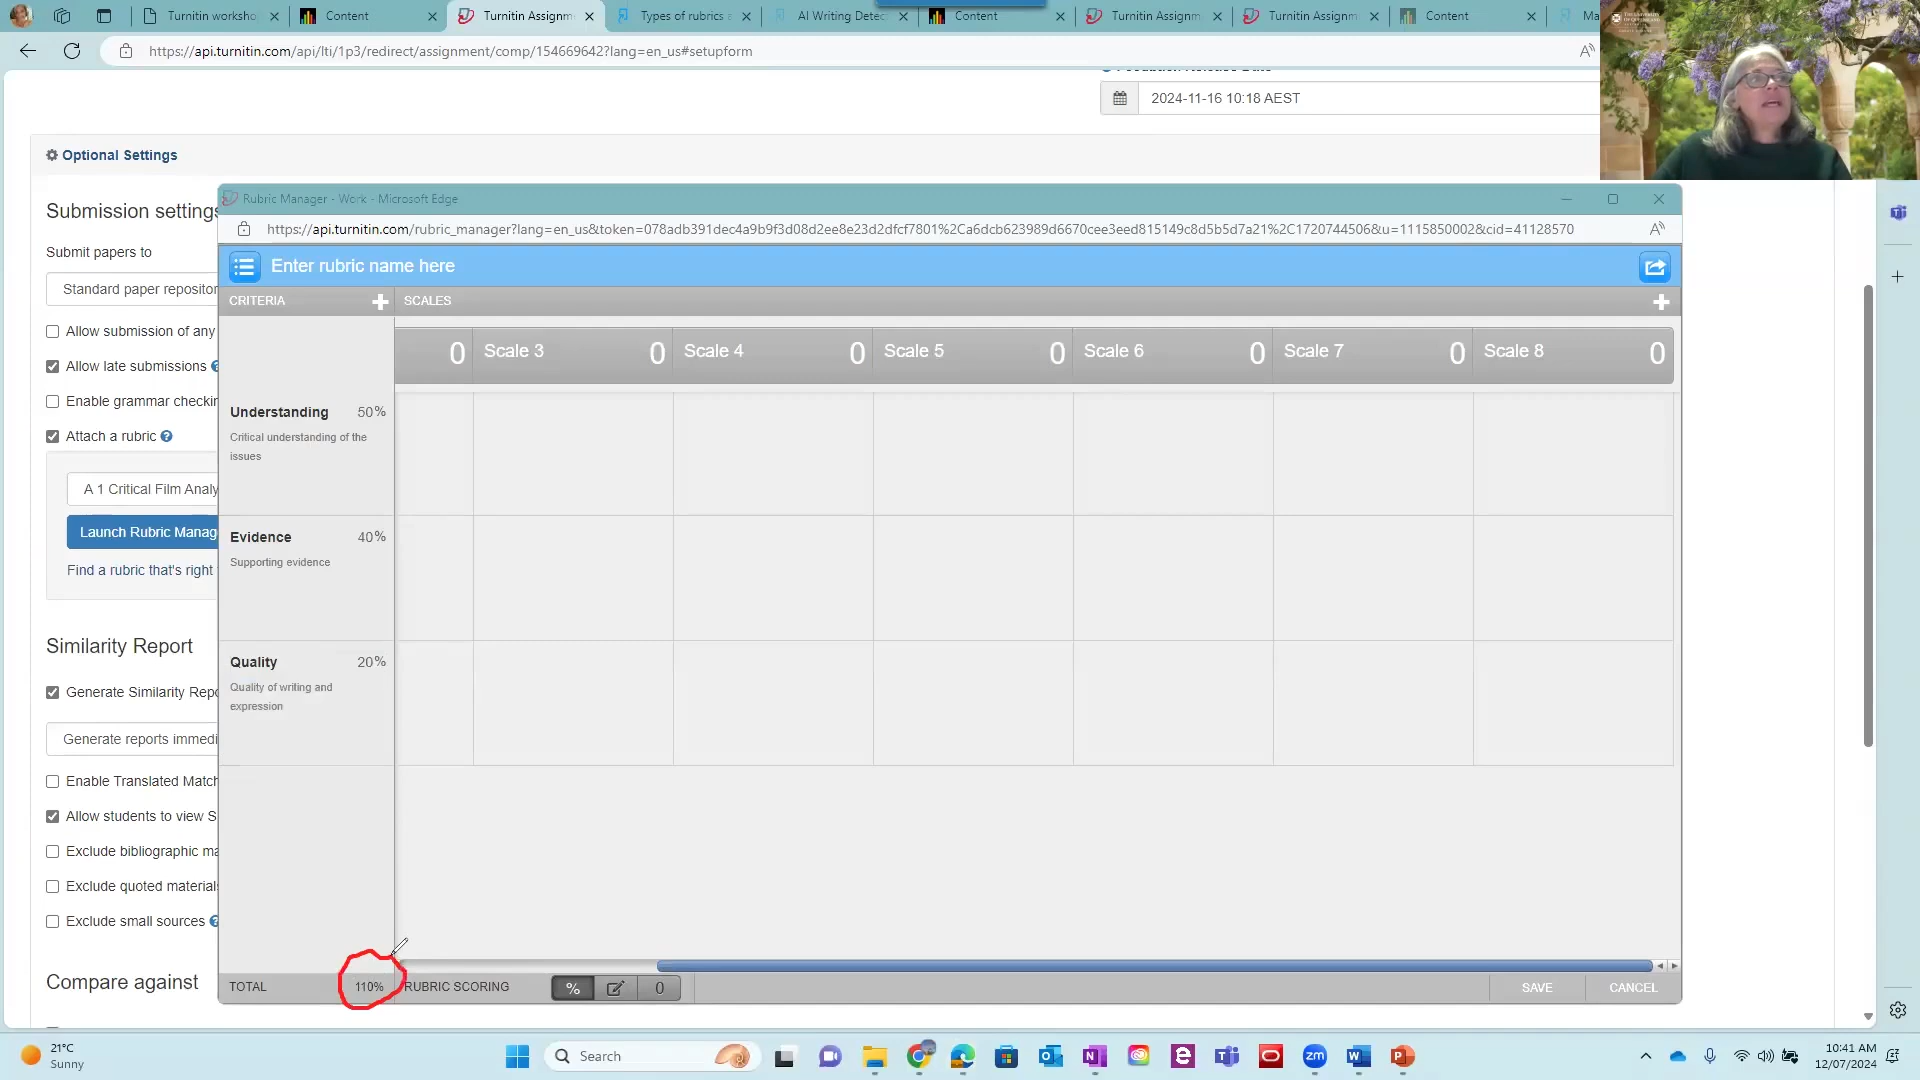 Turnitin worksho
Content
Turnitin Assignm
Types of rubrics a
AI Writing Detec
Content
Turnitin Assignm
Turnitin Assignm
Content
Ma
https://api.turnitin.com/api/lti/1p3/redirect/assignment/comp/154669642?lang=en_us#setupform
2024-11-16 10:18 AEST
Optional Settings
Submission settings
Submit papers to
Standard paper repositor
Allow submission of any
Allow late submissions
Enable grammar checkin
Attach a rubric
A 1 Critical Film Analy
Launch Rubric Manag
Find a rubric that's right
Similarity Report
Generate Similarity Repo
Generate reports immedi
Enable Translated Match
Allow students to view S
Exclude bibliographic ma
Exclude quoted materials
Exclude small sources
Compare against
Rubric Manager - Work - Microsoft Edge
https://api.turnitin.com/rubric_manager?lang=en_us&token=078adb391dec4a9b9f3d08d2ee8e23d2dfcf7801%2Ca6dcb623989d6670cee3eed815149c8d5b5d7a21%2C1720744506&u=1115850002&cid=41128570
Enter rubric name here
CRITERIA SCALES
0 Scale 3 0 Scale 4 0 Scale 5 0 Scale 6 0 Scale 7 0 Scale 8 0
Understanding 50%
Critical understanding of the
issues
Evidence 40%
Supporting evidence
Quality 20%
Quality of writing and
expression
TOTAL 110% RUBRIC SCORING % 0 SAVE CANCEL
21°C
Sunny
Search
10:41 AM
12/07/2024